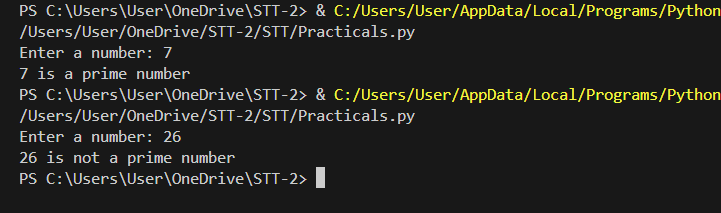 PS C:\Users\User\OneDrive\STT-2> & C:/Users/User/AppData/Local/Programs/Python
/Users/User/OneDrive/STT-2/STT/Practicals.py
Enter a number: 7
7 is a prime number
PS C:\Users\User\OneDrive\STT-2> & C:/Users/User/AppData/Local/Programs/Python
/Users/User/OneDrive/STT-2/STT/Practicals.py
Enter a number: 26
26 is not a prime number
PS C:\Users\User\OneDrive\STT-2>